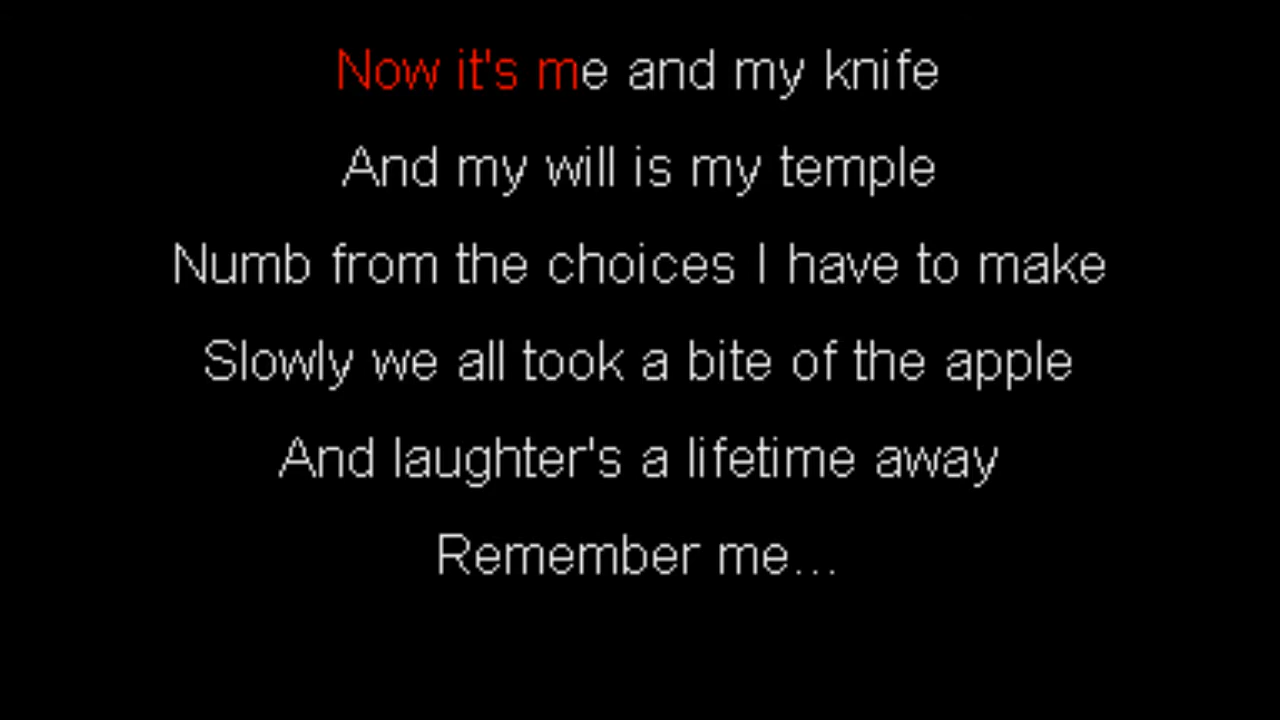 Now it's me and my knife
And my will is my temple
Numb from the choices I have to make
Slowly we all took a bite of the apple
And laughter's a lifetime away
Remember me...